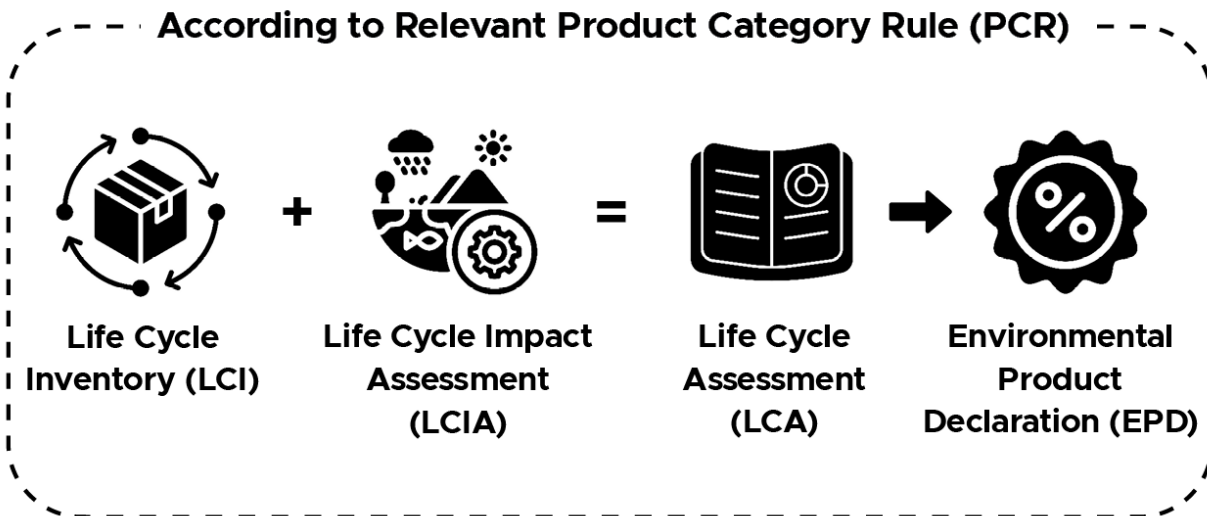 According to Relevant Product Category Rule (PCR)
Life Cycle
Inventory (LCI)
+
Life Cycle Impact
Assessment
(LCIA)
=
Life Cycle
Assessment
(LCA)
%
Environmental
Product
Declaration (EPD)